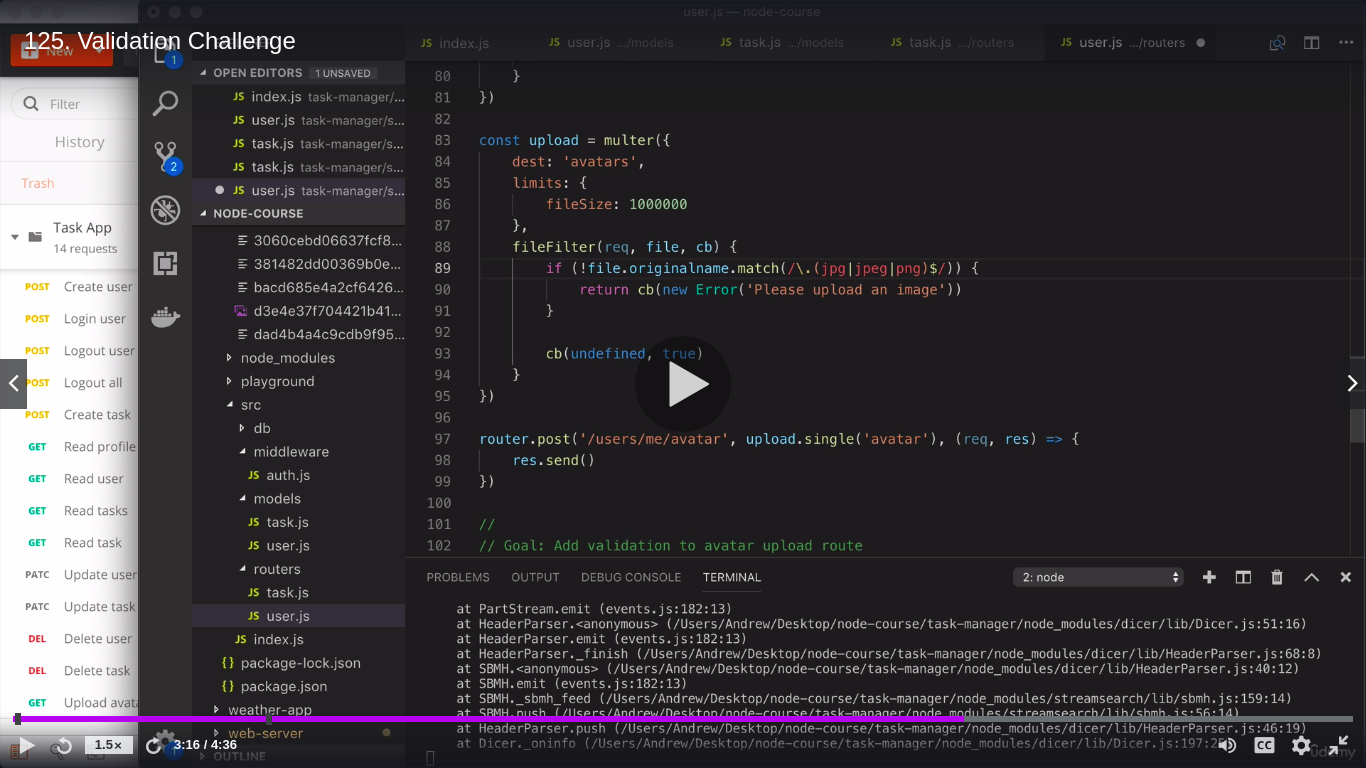 user.js — node-course
125. Validation Challenge
New
Filter
History
Trash
Task App
14 requests
POST Create user
POST Login user
POST Logout user
POST Logout all
POST Create task
GET Read profile
GET Read user
GET Read tasks
GET Read task
PATC Update user
PATC Update task
DEL Delete user
DEL Delete task
GET Upload avata
1
2
OPEN EDITORS 1 UNSAVED
JS index.js task-manager/...
JS user.js task-manager/s...
JS task.js task-manager/s...
JS task.js task-manager/s...
JS user.js task-manager/s...
NODE-COURSE
3060cebd06637fcf8...
381482dd00369b0e...
bacd685e4a2cf6426...
d3e4e37f704421b41...
dad4b4a4c9cdb9f95...
node_modules
playground
src
db
middleware
JS auth.js
models
JS task.js
JS user.js
routers
JS task.js
JS user.js
JS index.js
{} package-lock.json
{} package.json
weather-app
web-server
OUTLINE
JS index.js JS user.js .../models JS task.js .../models JS task.js .../routers JS user.js .../routers
80 }
81 })
82
83 const upload = multer({
84 dest: 'avatars',
85 limits: {
86 fileSize: 1000000
87 },
88 fileFilter(req, file, cb) {
89 if (!file.originalname.match(/\.(jpg|jpeg|png)$/)) {
90 return cb(new Error('Please upload an image'))
91 }
92
93 cb(undefined, true)
94 }
95 })
96
97 router.post('/users/me/avatar', upload.single('avatar'), (req, res) => {
98 res.send()
99 })
100
101 //
102 // Goal: Add validation to avatar upload route
PROBLEMS OUTPUT DEBUG CONSOLE TERMINAL 2: node
at PartStream.emit (events.js:182:13)
at HeaderParser.<anonymous> (/Users/Andrew/Desktop/node-course/task-manager/node_modules/dicer/lib/Dicer.js:51:16)
at HeaderParser.emit (events.js:182:13)
at HeaderParser._finish (/Users/Andrew/Desktop/node-course/task-manager/node_modules/dicer/lib/HeaderParser.js:68:8)
at SBMH.<anonymous> (/Users/Andrew/Desktop/node-course/task-manager/node_modules/dicer/lib/HeaderParser.js:40:12)
at SBMH.emit (events.js:182:13)
at SBMH._sbmh_feed (/Users/Andrew/Desktop/node-course/task-manager/node_modules/streamsearch/lib/sbmh.js:159:14)
at SBMH.push (/Users/Andrew/Desktop/node-course/task-manager/node_modules/streamsearch/lib/sbmh.js:56:14)
at HeaderParser.push (/Users/Andrew/Desktop/node-course/task-manager/node_modules/dicer/lib/HeaderParser.js:46:19)
at Dicer._oninfo (/Users/Andrew/Desktop/node-course/task-manager/node_modules/dicer/lib/Dicer.js:197:2
1.5× 3:16 / 4:36 CC
udemy